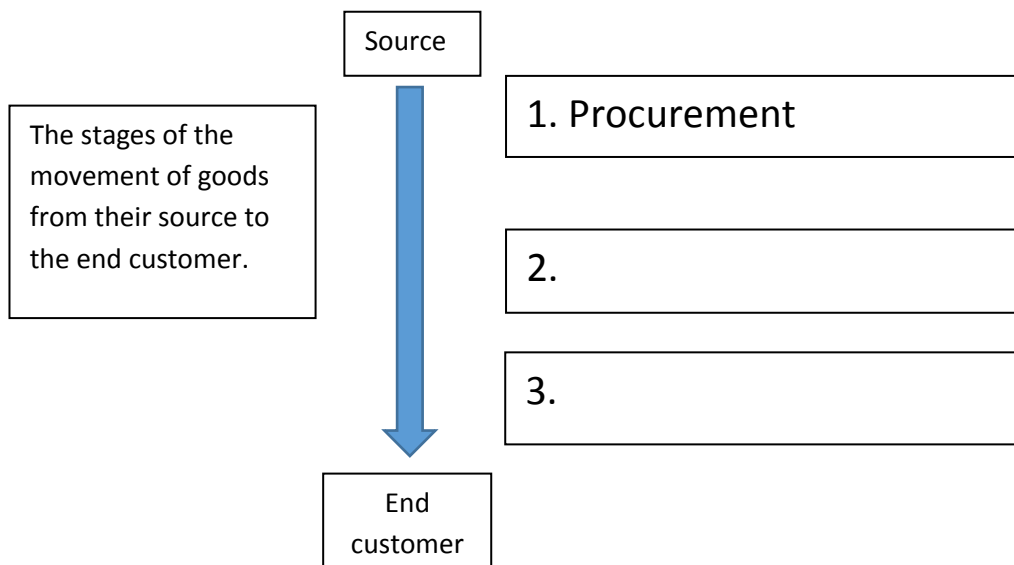 Source
The stages of the
movement of goods
from their source to
the end customer.
1. Procurement
2.
3.
End
customer